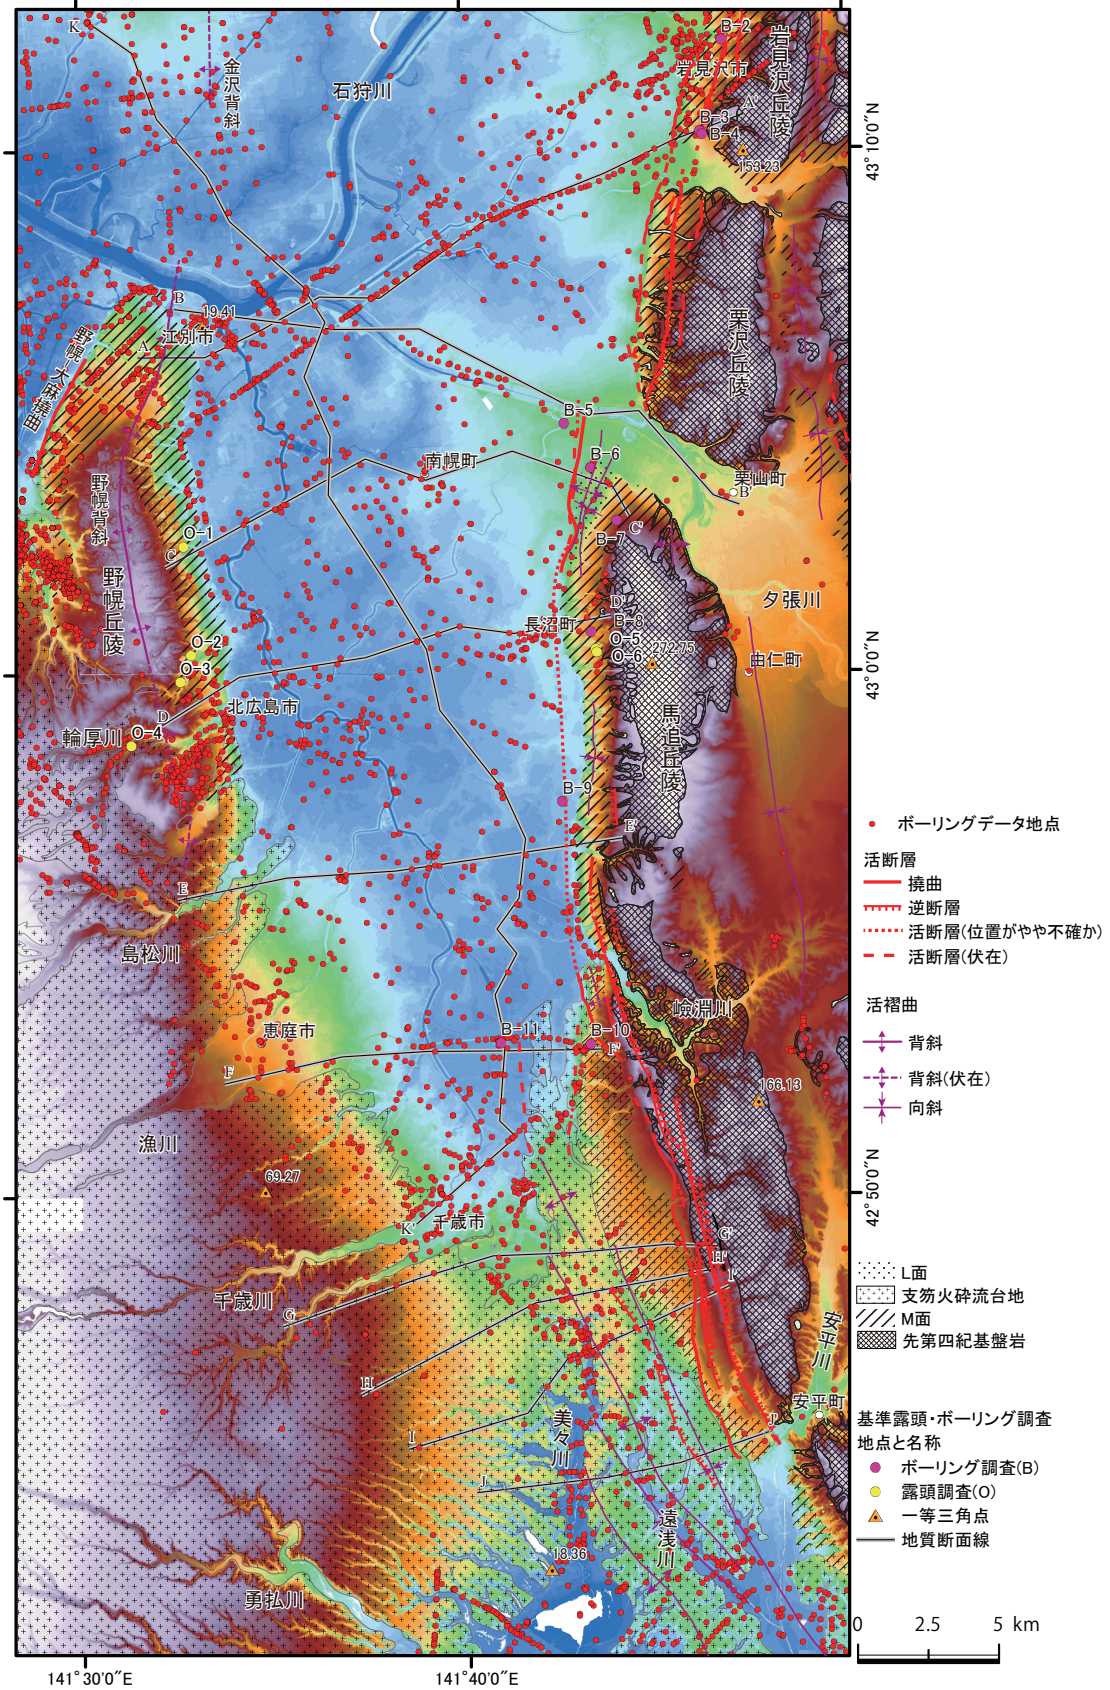 K
金沢背斜
石狩川
B-2
岩見沢市
岩見沢丘陵
A'
B-3
B-4
153.23
43°10'0"N
B
19.41
江別市
A
野幌・大麻撓曲
栗沢丘陵
B-5
B-6
南幌町
栗山町
B'
野幌背斜
O-1
C
C'
B-7
野幌丘陵
D'
B-8
長沼町
O-5
O-6
272.75
夕張川
由仁町
43°0'0"N
O-2
O-3
D
北広島市
輪厚川
O-4
馬追丘陵
B-9
E'
E
島松川
嶮淵川
恵庭市
B-11
B-10
F'
F
166.13
漁川
69.27
42°50'0"N
K'
千歳市
G'
H'
I'
千歳川
G
H
安平川
安平町
美々川
I
J'
J
遠浅川
18.36
勇払川
141°30'0"E
141°40'0"E
ボーリングデータ地点
活断層
撓曲
逆断層
活断層(位置がやや不確か)
活断層(伏在)
活褶曲
背斜
背斜(伏在)
向斜
L面
支笏火砕流台地
M面
先第四紀基盤岩
基準露頭・ボーリング調査
地点と名称
ボーリング調査(B)
露頭調査(O)
一等三角点
地質断面線
0 2.5 5 km